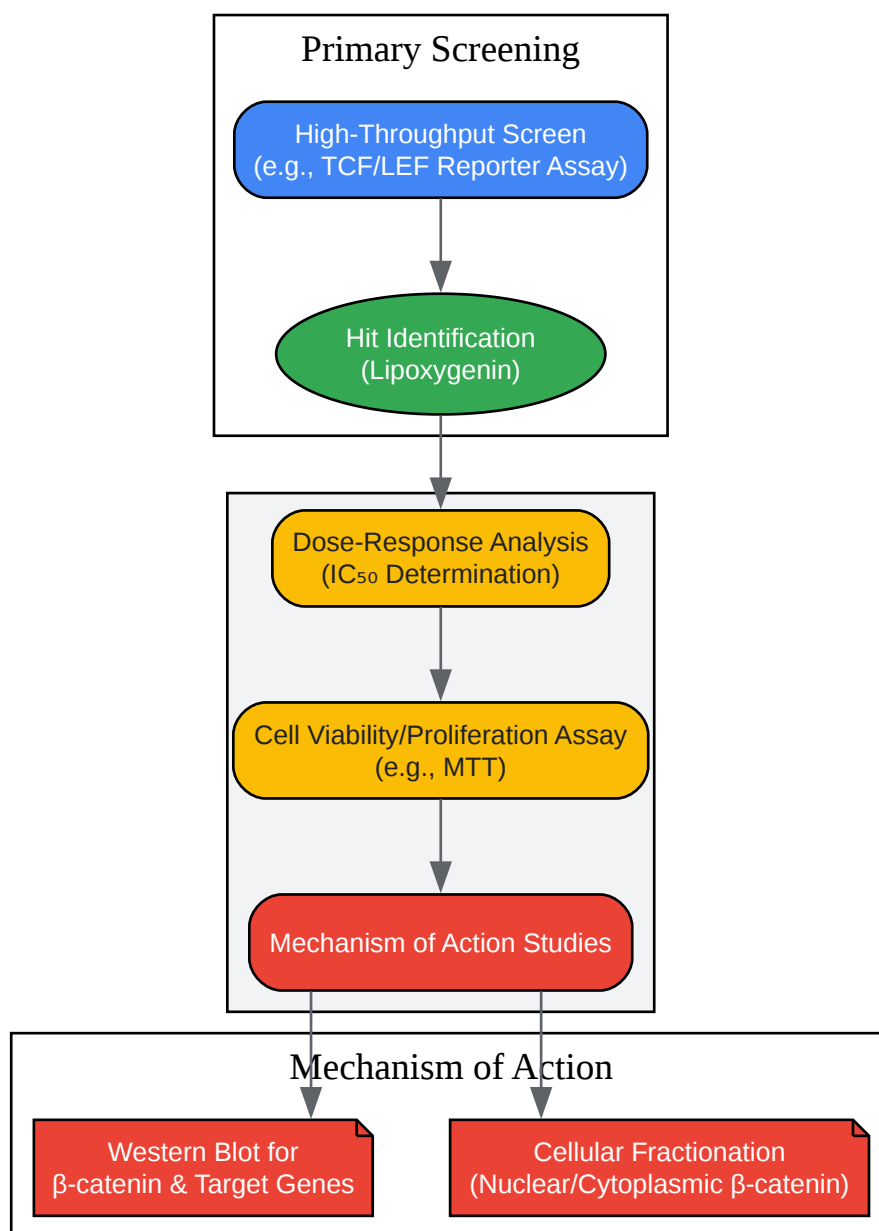 Primary Screening
High-Throughput Screen
(e.g., TCF/LEF Reporter Assay)
Hit Identification
(Lipoxygenin)
Dose-Response Analysis
(IC₅₀ Determination)
Cell Viability/Proliferation Assay
(e.g., MTT)
Mechanism of Action Studies
Mechanism of Action
Western Blot for
β-catenin & Target Genes
Cellular Fractionation
(Nuclear/Cytoplasmic β-catenin)